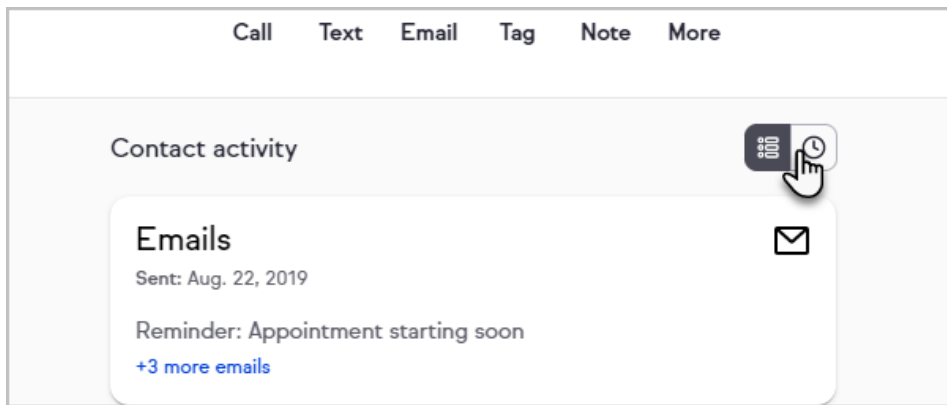 Call Text Email Tag Note More
Contact activity
Emails
Sent: Aug. 22, 2019
Reminder: Appointment starting soon
+3 more emails